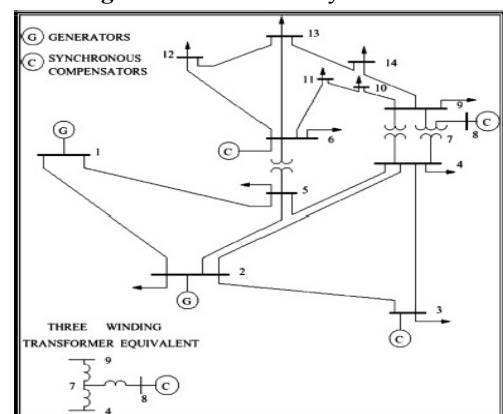 G GENERATORS
C SYNCHRONOUS
COMPENSATORS
13
12
14
11
10
9
C
8
7
G
1
C
6
4
5
2
G
3
C
THREE WINDING
TRANSFORMER EQUIVALENT
9
7
C
8
4